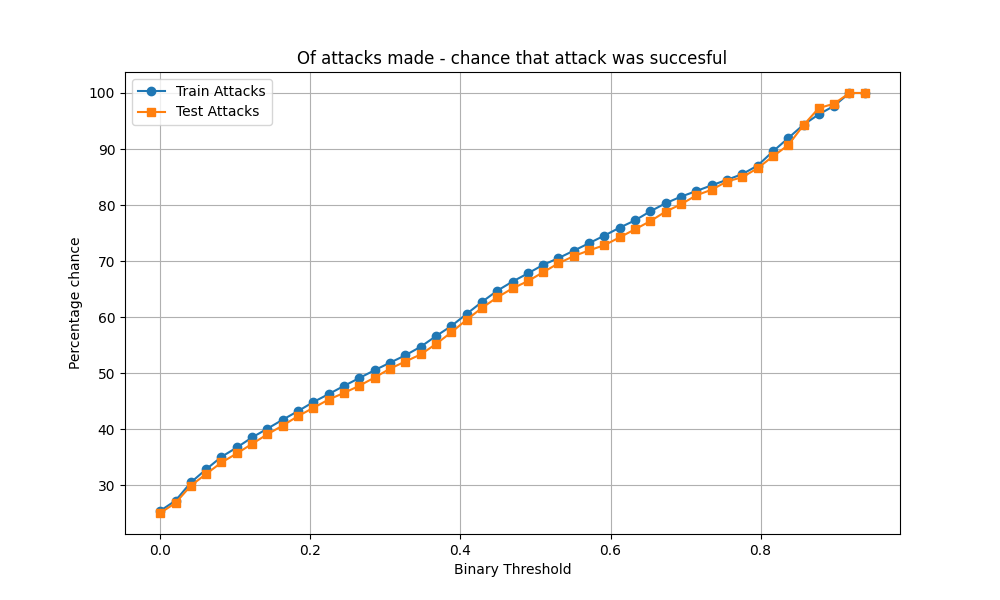 Of attacks made - chance that attack was succesful
Train Attacks
Test Attacks
100
90
80
70
60
50
40
30
Percentage chance
0.0
0.2
0.4
0.6
0.8
Binary Threshold